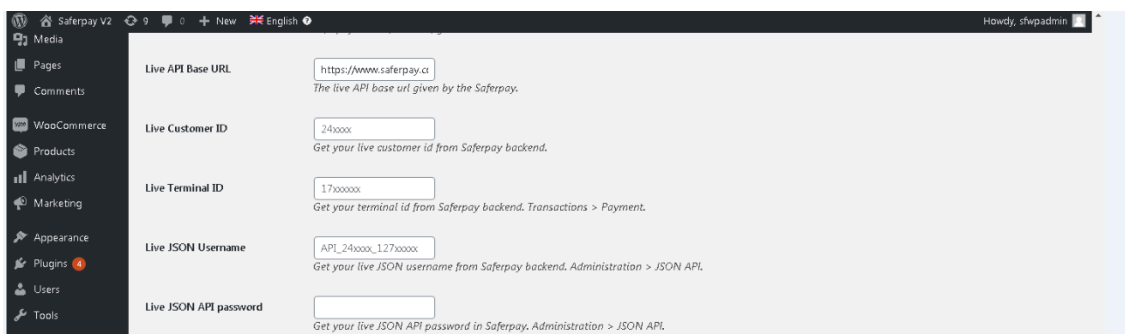 Saferpay V2 9 0 + New English Howdy, sfwpadmin
Media
Pages
Comments
WooCommerce
Products
Analytics
Marketing
Appearance
Plugins 4
Users
Tools
Live API Base URL
https://www.saferpay.cc
The live API base url given by the Saferpay.
Live Customer ID
24xxxx
Get your live customer id from Saferpay backend.
Live Terminal ID
17xxxxxx
Get your terminal id from Saferpay backend. Transactions > Payment.
Live JSON Username
API_24xxxx_127xxxxx
Get your live JSON username from Saferpay backend. Administration > JSON API.
Live JSON API password
Get your live JSON API password in Saferpay. Administration > JSON API.